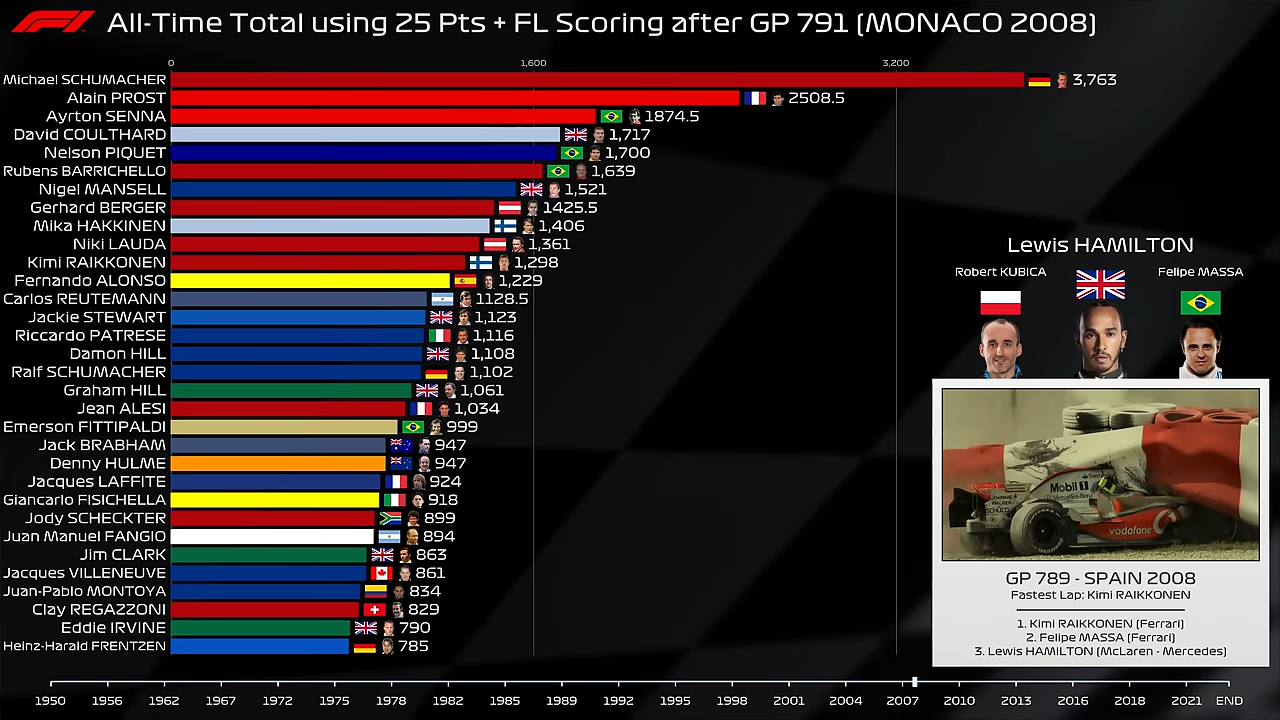 All-Time Total using 25 Pts + FL Scoring after GP 791 (MONACO 2008)
0 1,600 3,200
Michael SCHUMACHER 3,763
Alain PROST 2508.5
Ayrton SENNA 1874.5
David COULTHARD 1,717
Nelson PIQUET 1,700
Rubens BARRICHELLO 1,639
Nigel MANSELL 1,521
Gerhard BERGER 1425.5
Mika HAKKINEN 1,406
Niki LAUDA 1,361
Kimi RAIKKONEN 1,298
Fernando ALONSO 1,229
Carlos REUTEMANN 1128.5
Jackie STEWART 1,123
Riccardo PATRESE 1,116
Damon HILL 1,108
Ralf SCHUMACHER 1,102
Graham HILL 1,061
Jean ALESI 1,034
Emerson FITTIPALDI 999
Jack BRABHAM 947
Denny HULME 947
Jacques LAFFITE 924
Giancarlo FISICHELLA 918
Jody SCHECKTER 899
Juan Manuel FANGIO 894
Jim CLARK 863
Jacques VILLENEUVE 861
Juan-Pablo MONTOYA 834
Clay REGAZZONI 829
Eddie IRVINE 790
Heinz-Harald FRENTZEN 785
Lewis HAMILTON
Robert KUBICA
Felipe MASSA
Mobil 1
Mercedes-Benz
JOHNNIE
WALKER
vodafone
GP 789 - SPAIN 2008
Fastest Lap: Kimi RAIKKONEN
1. Kimi RAIKKONEN (Ferrari)
2. Felipe MASSA (Ferrari)
3. Lewis HAMILTON (McLaren - Mercedes)
1950 1956 1962 1967 1972 1975 1978 1982 1986 1989 1992 1995 1998 2001 2004 2007 2010 2013 2016 2018 2021 END